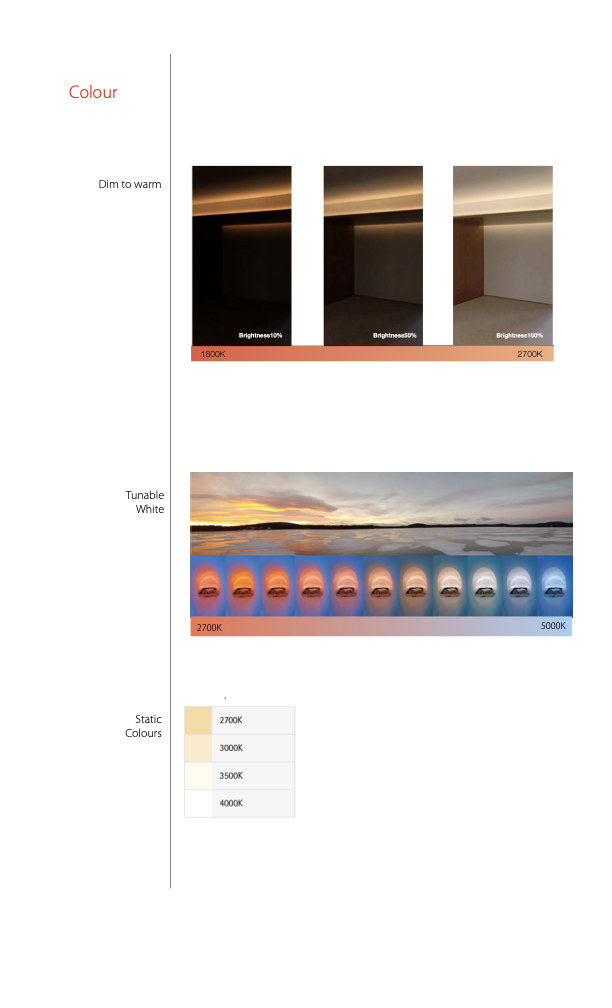 Colour
Dim to warm
Brightness10%
Brightness50%
Brightness100%
1800K
2700K
Tunable
White
2700K
5000K
Static
Colours
2700K
3000K
3500K
4000K